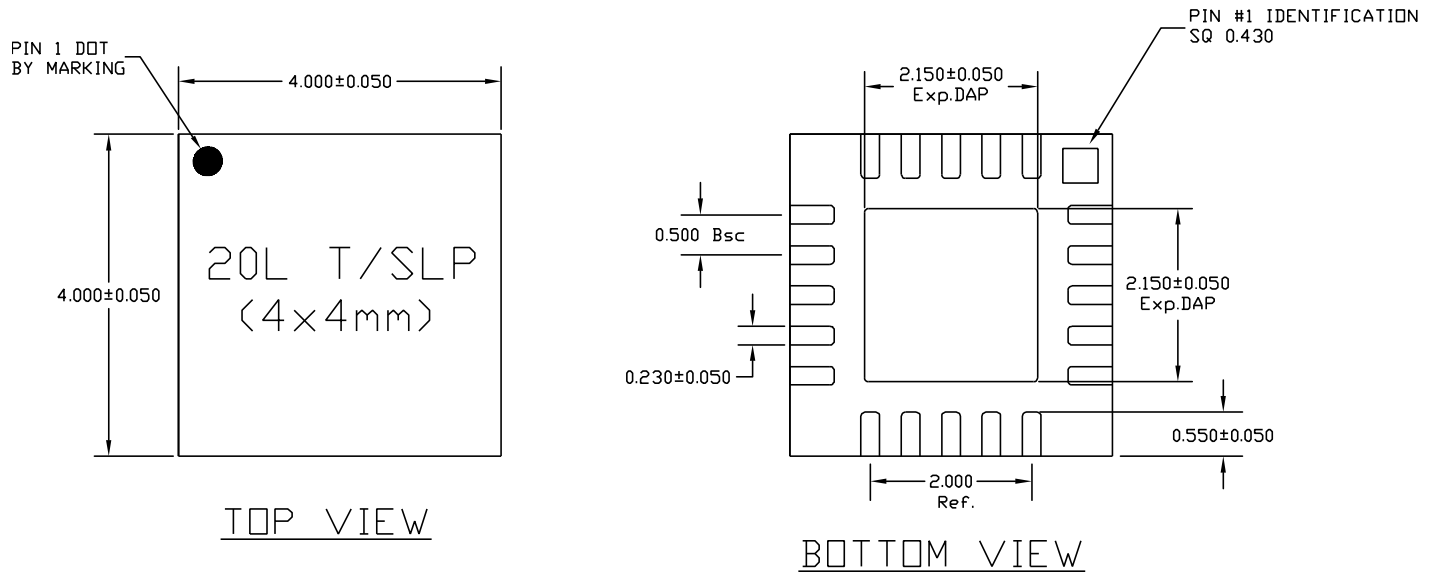 PIN 1 DOT
BY MARKING
4.000±0.050
4.000±0.050
20L T/SLP
(4x4mm)
TOP VIEW
PIN #1 IDENTIFICATION
SQ 0.430
2.150±0.050
Exp.DAP
0.500 Bsc
2.150±0.050
Exp.DAP
0.230±0.050
0.550±0.050
2.000
Ref.
BOTTOM VIEW